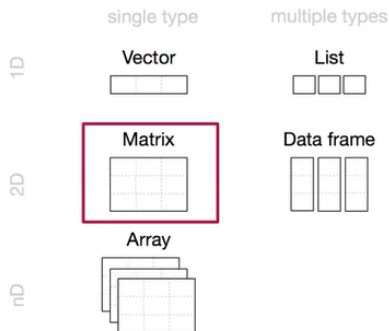 single type
multiple types
1D
Vector
List
2D
Matrix
Data frame
nD
Array